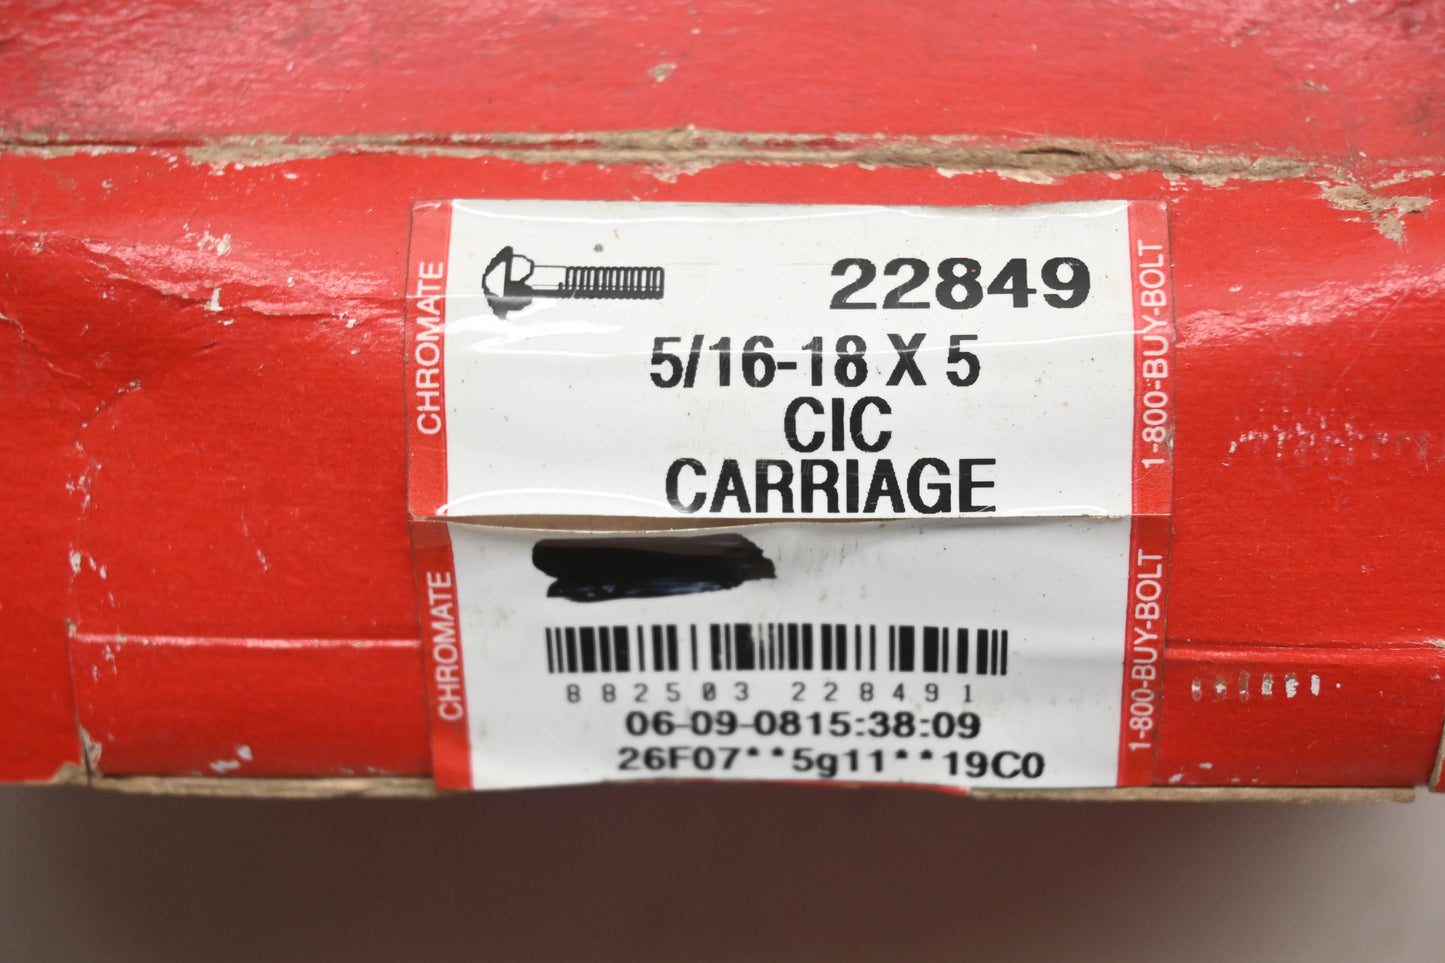 CHROMATE
22849
5/16-18 X 5
CIC
CARRIAGE
1-800-BUY-BOLT
CHROMATE
882503 228491
06-09-0815:38:09
26F07**5g11**19C0
1-800-BUY-BOLT